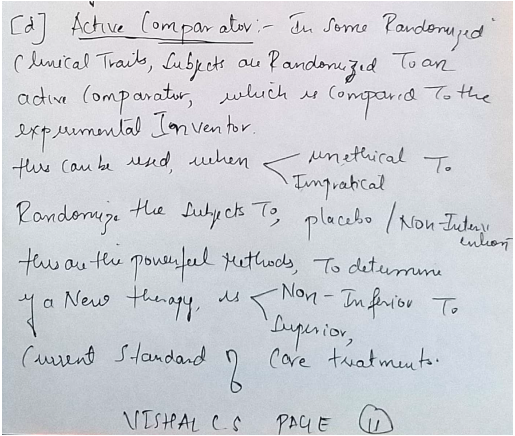 [d] Active Comparator:- In Some Randomized
Clinical Traits, Subjects are Randomized To an
active Comparator, which is Compared To the
experimental Inventor.
this can be used, when unethical To
Impratical
Randomize the Subjects To, placebo / Non-Intervention
this are the powerful Methods, To determine
if a New therapy, is Non-Inferior To
Superior,
Current Standard of Care treatments.
VISHAL C.S PAGE 11